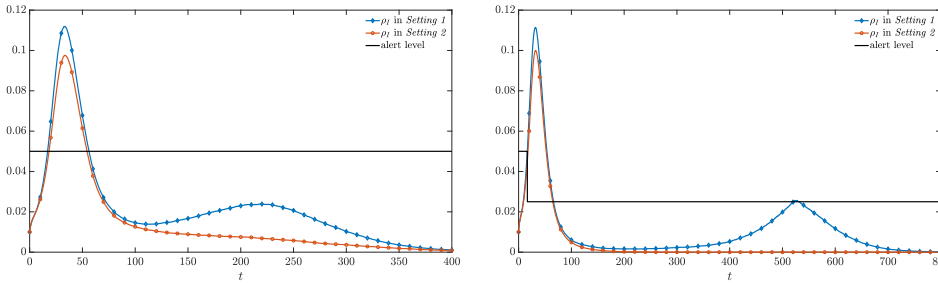 0.12
0.1
0.08
0.06
0.04
0.02
0
ρI in Setting 1
ρI in Setting 2
alert level
0 50 100 150 200 250 300 350 400
t
0.12
0.1
0.08
0.06
0.04
0.02
0
ρI in Setting 1
ρI in Setting 2
alert level
0 100 200 300 400 500 600 700
t